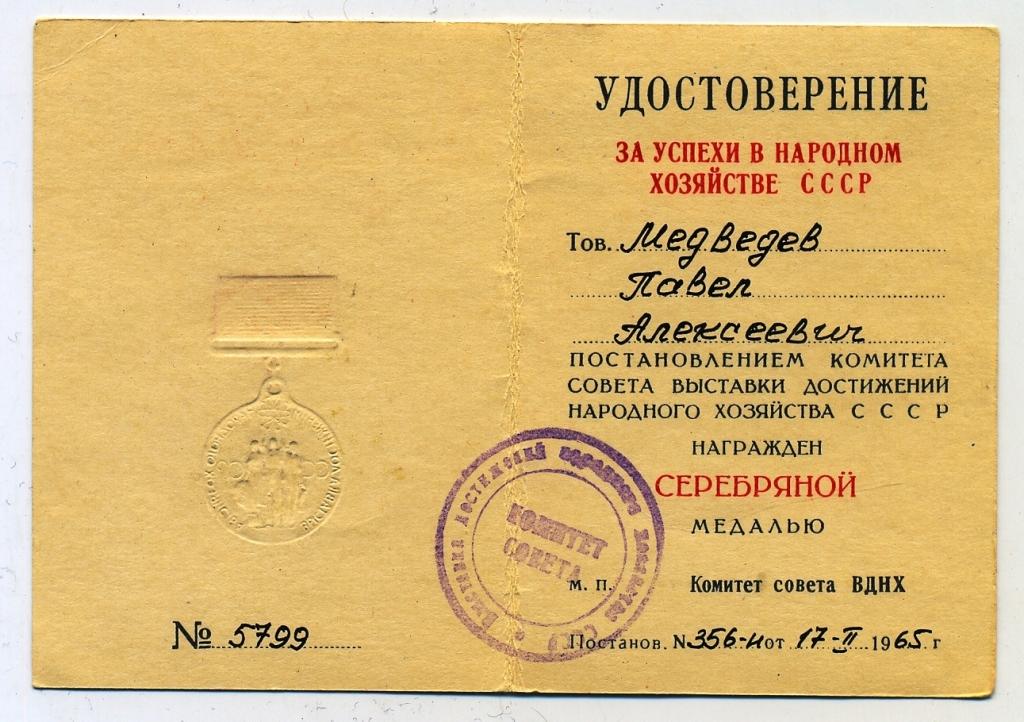 № 5799
УДОСТОВЕРЕНИЕ
ЗА УСПЕХИ В НАРОДНОМ
ХОЗЯЙСТВЕ СССР
Тов. Медведев
Павел
Алексеевич
ПОСТАНОВЛЕНИЕМ КОМИТЕТА
СОВЕТА ВЫСТАВКИ ДОСТИЖЕНИЙ
НАРОДНОГО ХОЗЯЙСТВА СССР
НАГРАЖДЕН
СЕРЕБРЯНОЙ
МЕДАЛЬЮ
КОМИТЕТ
СОВЕТА
М. П.
Комитет совета ВДНХ
Постанов. N 356-н от 17-II 1965 г